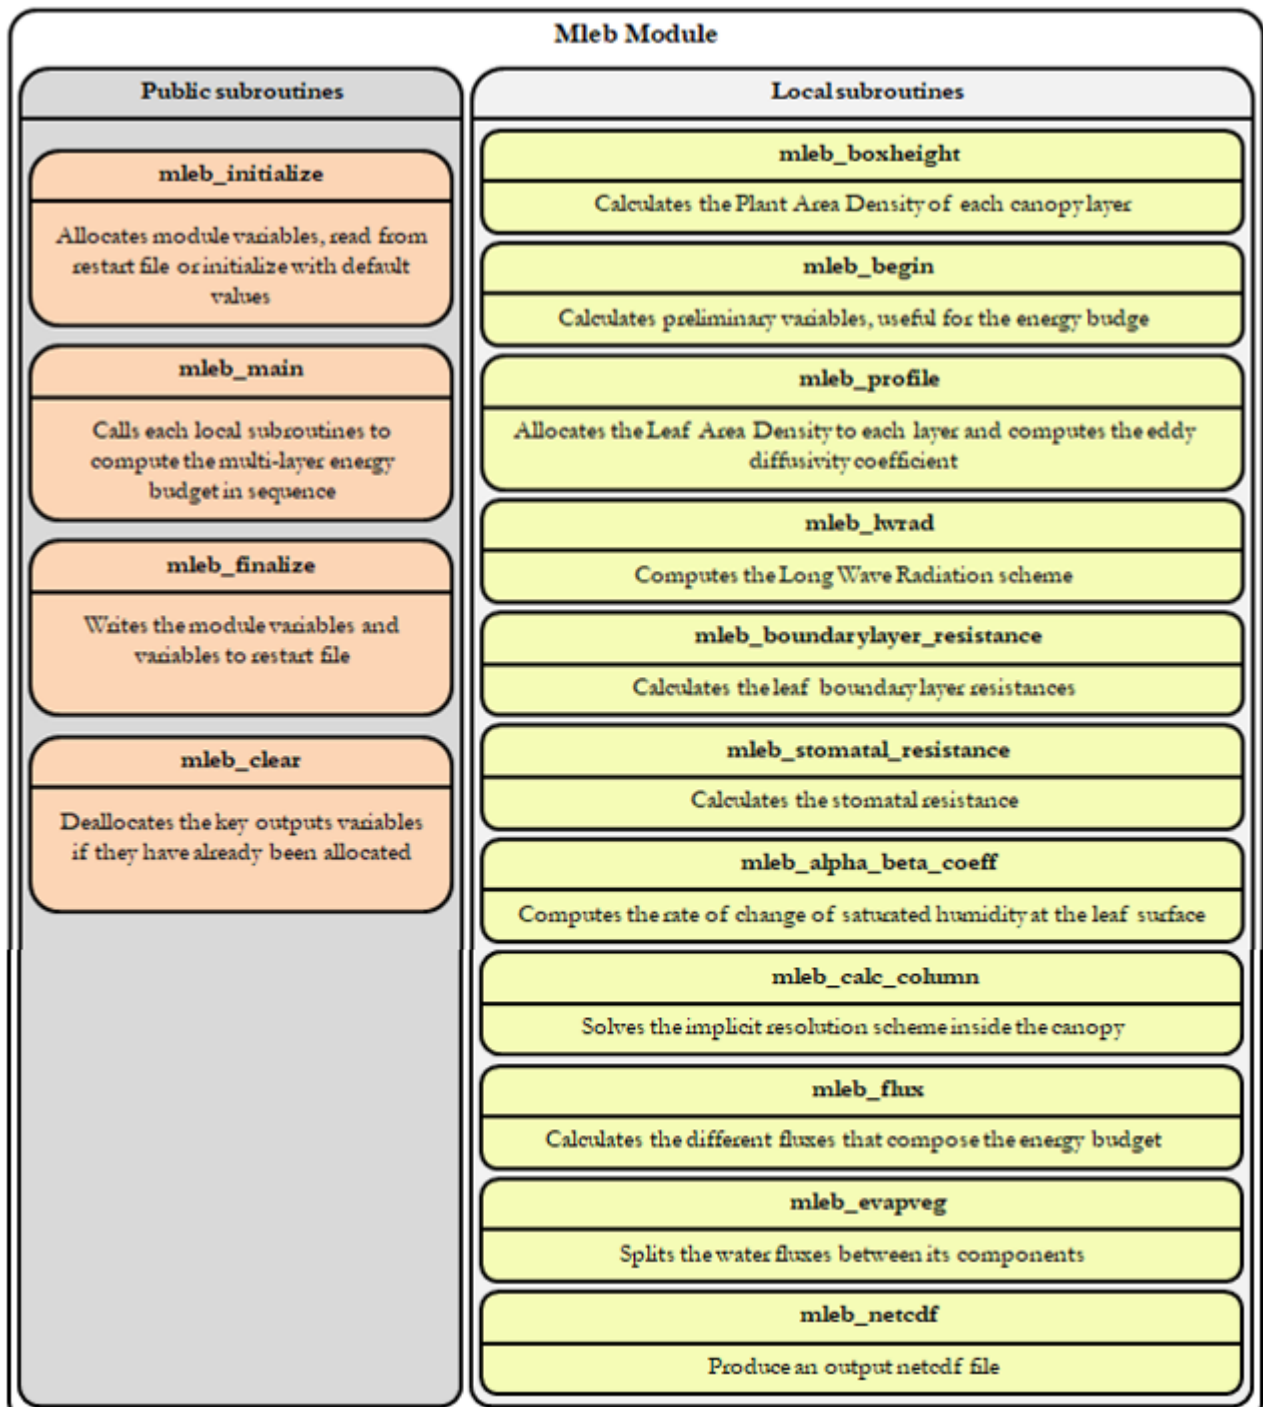 Mleb Module
Public subroutines
mleb_initialize
Allocates module variables, read from
restart file or initialize with default
values
mleb_main
Calls each local subroutines to
compute the multi-layer energy
budget in sequence
mleb_finalize
Writes the module variables and
variables to restart file
mleb_clear
Deallocates the key outputs variables
if they have already been allocated
Local subroutines
mleb_boxheight
Calculates the Plant Area Density of each canopy layer
mleb_begin
Calculates preliminary variables, useful for the energy budge
mleb_profile
Allocates the Leaf Area Density to each layer and computes the eddy
diffusivity coefficient
mleb_lwrad
Computes the Long Wave Radiation scheme
mleb_boundarylayer_resistance
Calculates the leaf boundary layer resistances
mleb_stomatal_resistance
Calculates the stomatal resistance
mleb_alpha_beta_coeff
Computes the rate of change of saturated humidity at the leaf surface
mleb_calc_column
Solves the implicit resolution scheme inside the canopy
mleb_flux
Calculates the different fluxes that compose the energy budget
mleb_evapveg
Splits the water fluxes between its components
mleb_netcdf
Produce an output netcdf file